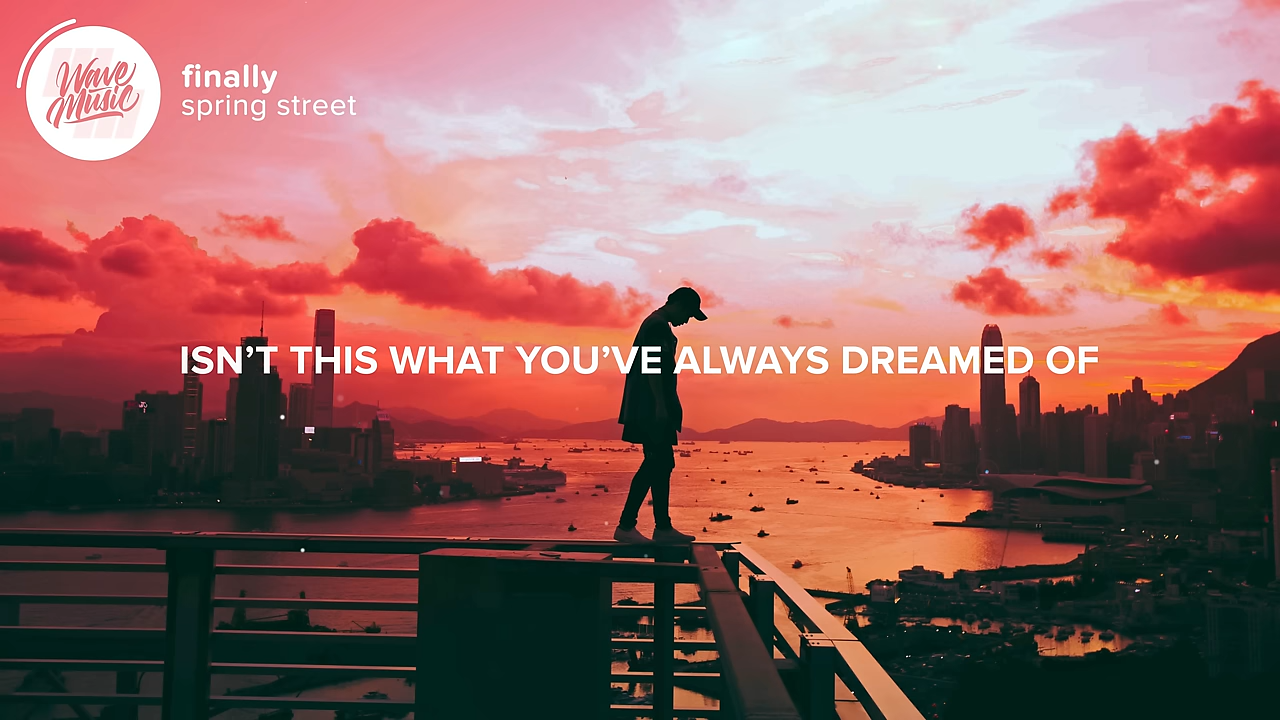 Wave
Music
finally
spring street
ISN'T THIS WHAT YOU'VE ALWAYS DREAMED OF